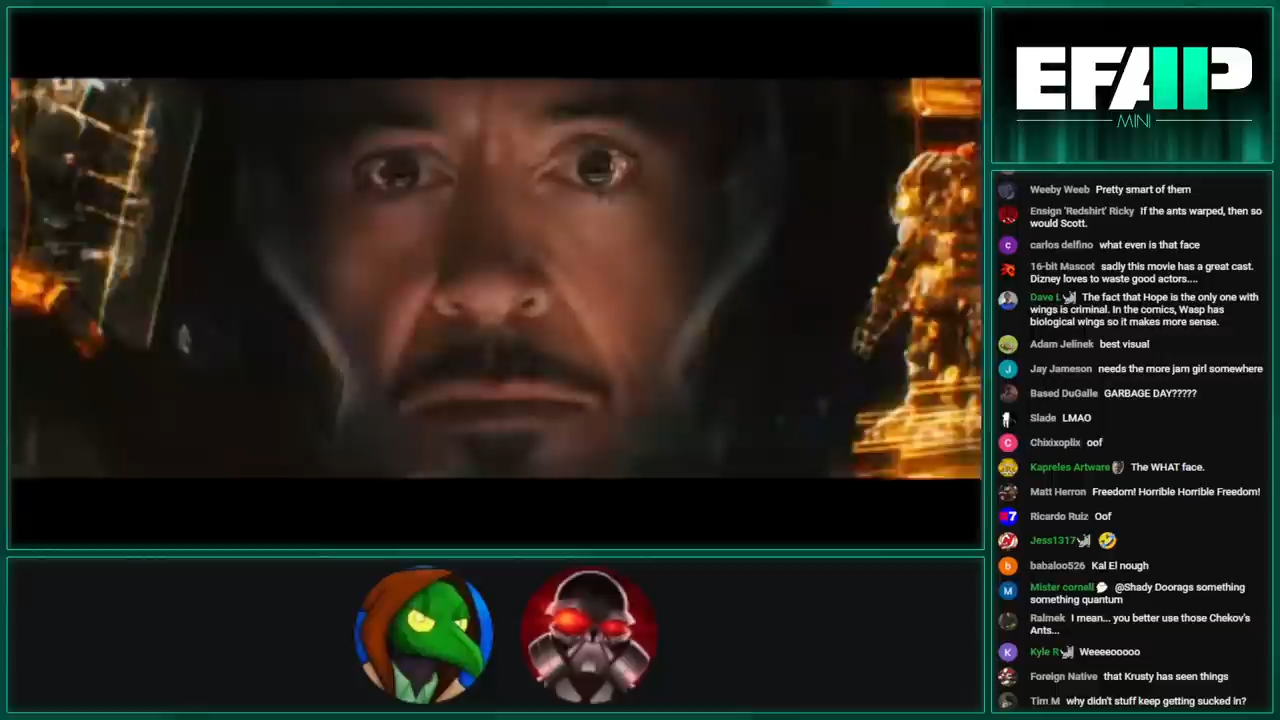 EFAP
MINI
Weeby Weeb Pretty smart of them
Ensign 'Redshirt' Ricky If the ants warped, then so
would Scott.
c carlos delfino what even is that face
16-bit Mascot sadly this movie has a great cast.
Dizney loves to waste good actors....
Dave L The fact that Hope is the only one with
wings is criminal. In the comics, Wasp has
biological wings so it makes more sense.
Adam Jelínek best visual
J Jay Jameson needs the more jam girl somewhere
Based DuGalle GARBAGE DAY?????
Slade LMAO
C Chixixoplix oof
Kapreles Artware The WHAT face.
Matt Herron Freedom! Horrible Horrible Freedom!
7 Ricardo Ruiz Oof
Jess1317 🤣
b babaloo526 Kal El nough
M Mister cornell @Shady Doorags something
something quantum
Ralmek I mean... you better use those Chekov's
Ants...
K Kyle R Weeeeooooo
Foreign Native that Krusty has seen things
Tim M why didn't stuff keep getting sucked in?